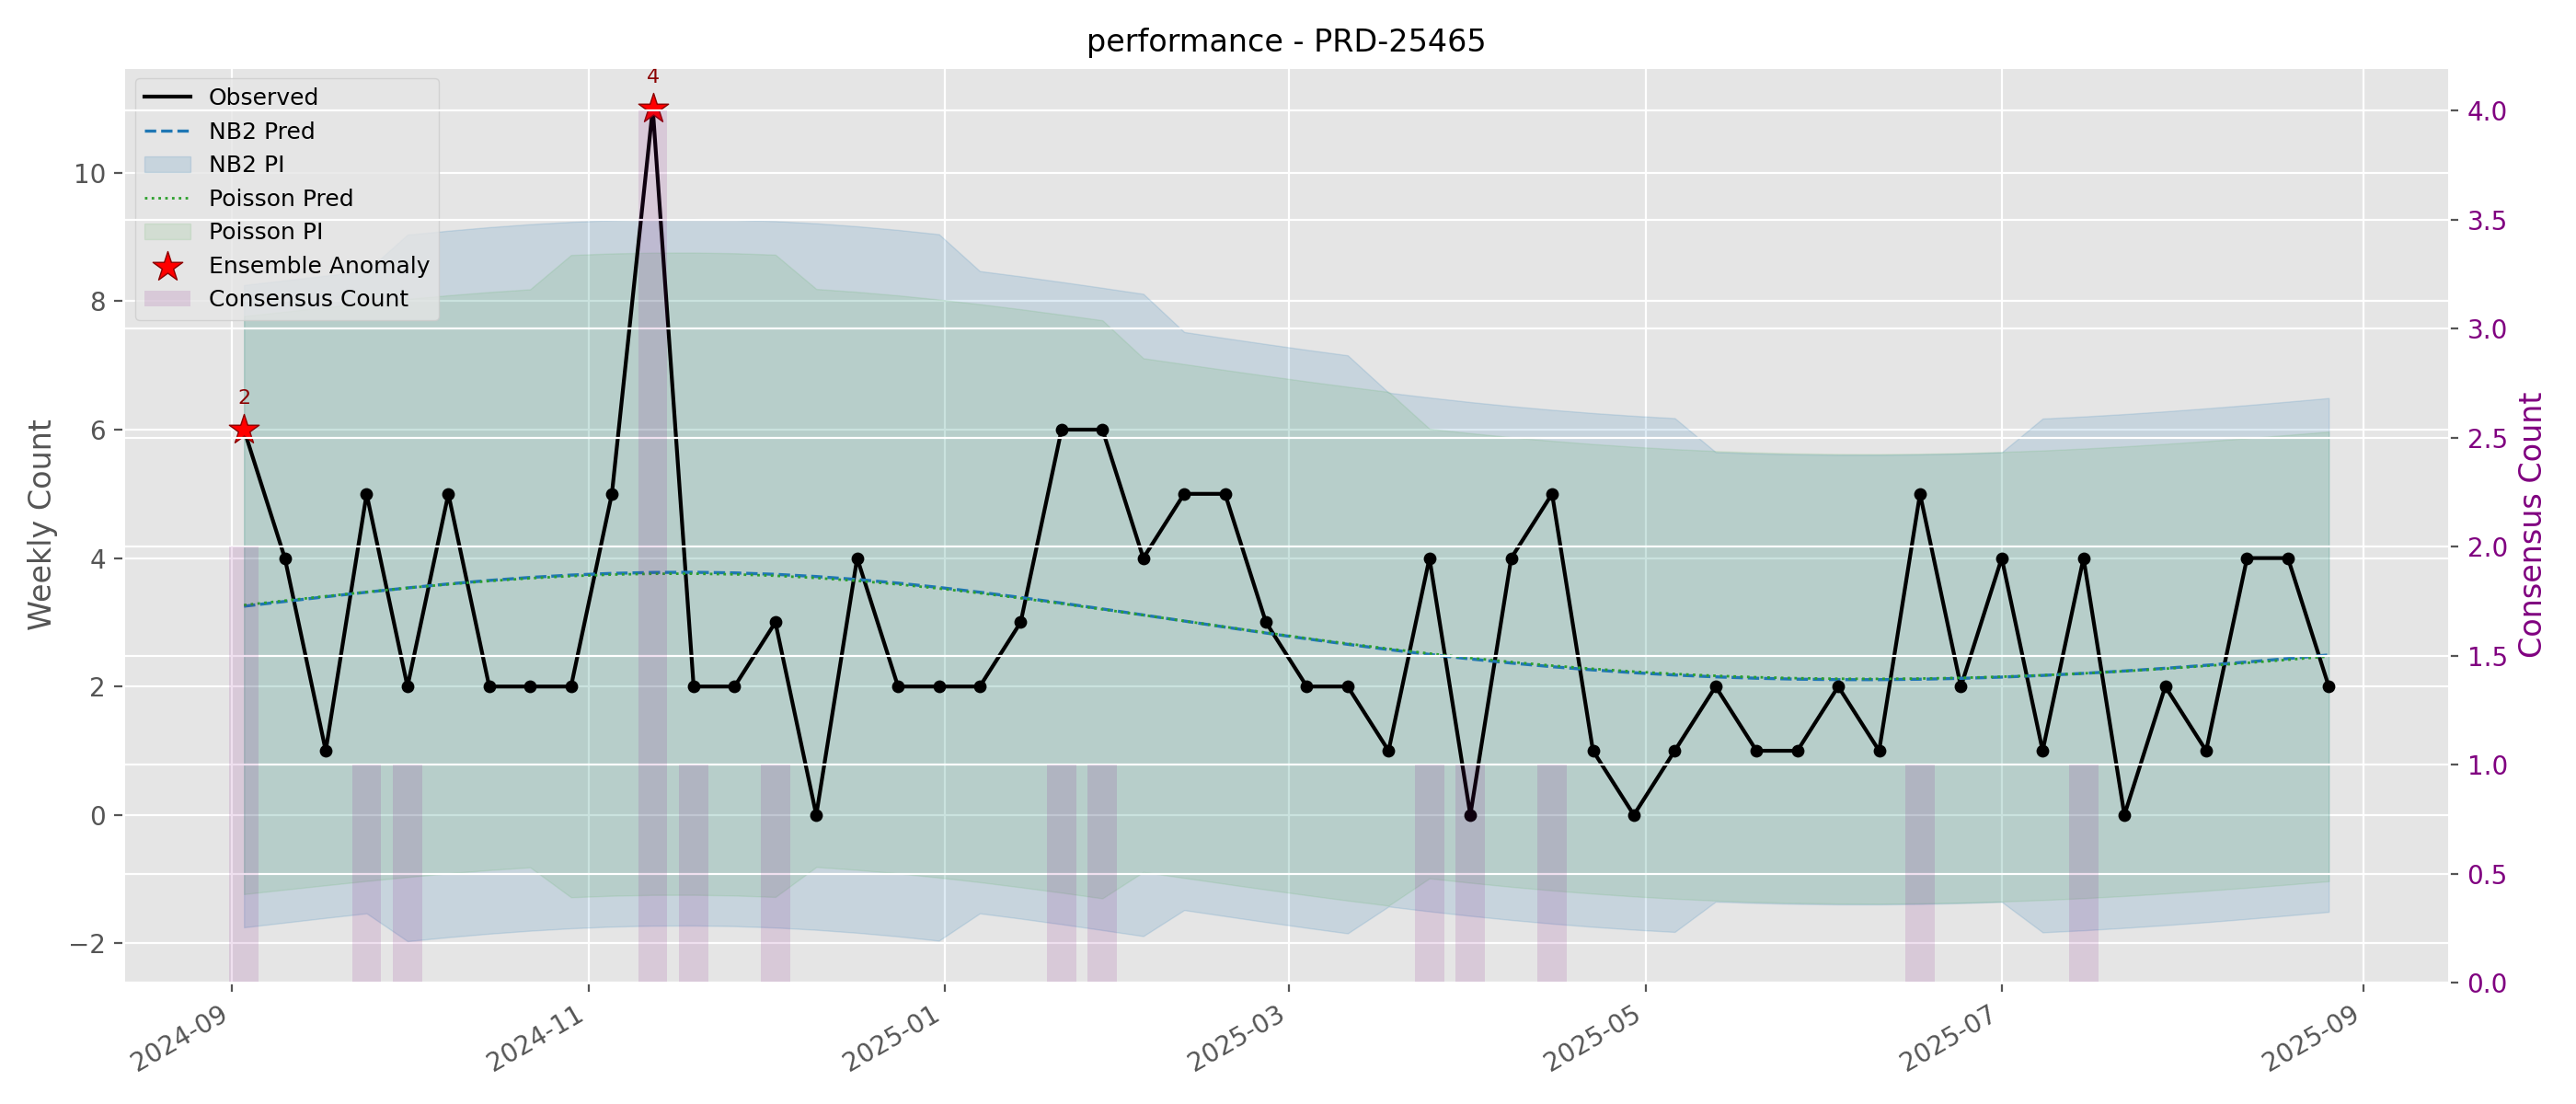 performance - PRD-25465
4
2
Observed
NB2 Pred
NB2 PI
Poisson Pred
Poisson PI
Ensemble Anomaly
Consensus Count
Weekly Count
10
8
6
4
2
0
−2
4.0
3.5
3.0
2.5
2.0
1.5
1.0
0.5
0.0
Consensus Count
2024-09
2024-11
2025-01
2025-03
2025-05
2025-07
2025-09